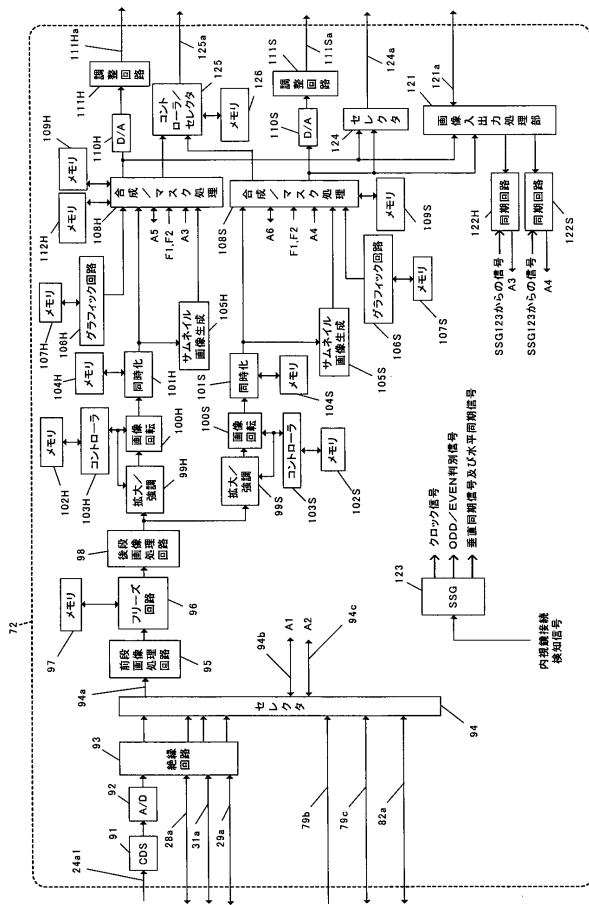 72
24a1
91
CDS
92
A/D
93
絶縁回路
28a
31a
29a
79b
79c
82a
94
セレクタ
94a
94b
A1
A2
94c
95
前段画像処理回路
96
フリーズ回路
97
メモリ
98
後段画像処理回路
99H
拡大／強調
100H
画像回転
103H
コントローラ
102H
メモリ
101H
同時化
104H
メモリ
105H
サムネイル画像生成
106H
グラフィック回路
107H
メモリ
108H
合成／マスク処理
A5
F1,F2
A3
112H
メモリ
109H
メモリ
110H
D/A
111H
調整回路
111Ha
125
コントローラ／セレクタ
125a
126
メモリ
99S
拡大／強調
100S
画像回転
103S
コントローラ
102S
メモリ
101S
同時化
104S
メモリ
105S
サムネイル画像生成
106S
グラフィック回路
107S
メモリ
108S
合成／マスク処理
A6
F1,F2
A4
109S
メモリ
110S
D/A
111S
調整回路
111Sa
124
セレクタ
124a
121
画像入出力処理部
121a
122H
同期回路
SSG123からの信号
A3
122S
同期回路
SSG123からの信号
A4
123
SSG
内視鏡接続
検知信号
クロック信号
ODD／EVEN判別信号
垂直同期信号及び水平同期信号